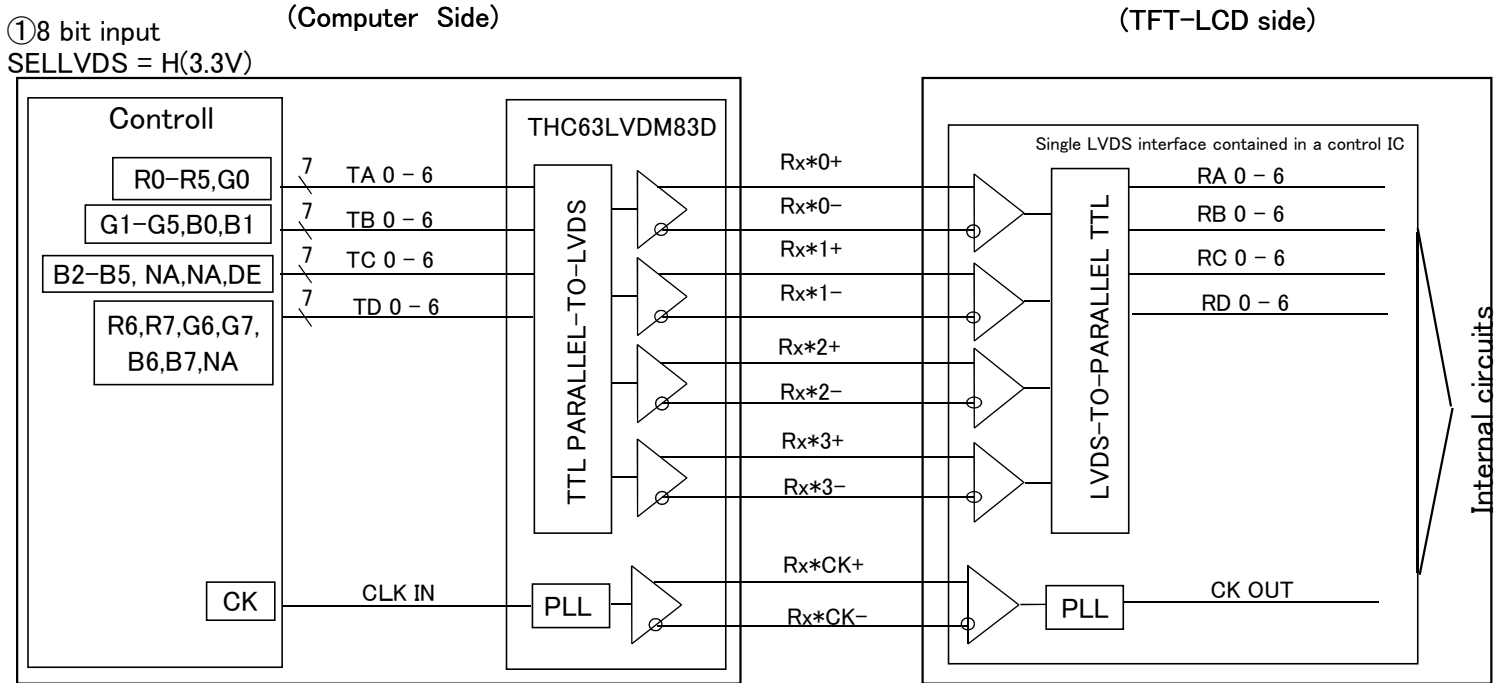 (Computer Side)
(TFT-LCD side)
①8 bit input
SELLVDS = H(3.3V)
Controll
THC63LVDM83D
Single LVDS interface contained in a control IC
R0-R5,G0
7
TA 0 - 6
Rx*0+
RA 0 - 6
G1-G5,B0,B1
7
TB 0 - 6
Rx*0-
RB 0 - 6
B2-B5, NA,NA,DE
7
TC 0 - 6
Rx*1+
RC 0 - 6
R6,R7,G6,G7,
B6,B7,NA
7
TD 0 - 6
Rx*1-
RD 0 - 6
TTL PARALLEL-TO-LVDS
LVDS-TO-PARALLEL TTL
Internal circuits
Rx*2+
Rx*2-
Rx*3+
Rx*3-
CK
CLK IN
PLL
Rx*CK+
Rx*CK-
PLL
CK OUT